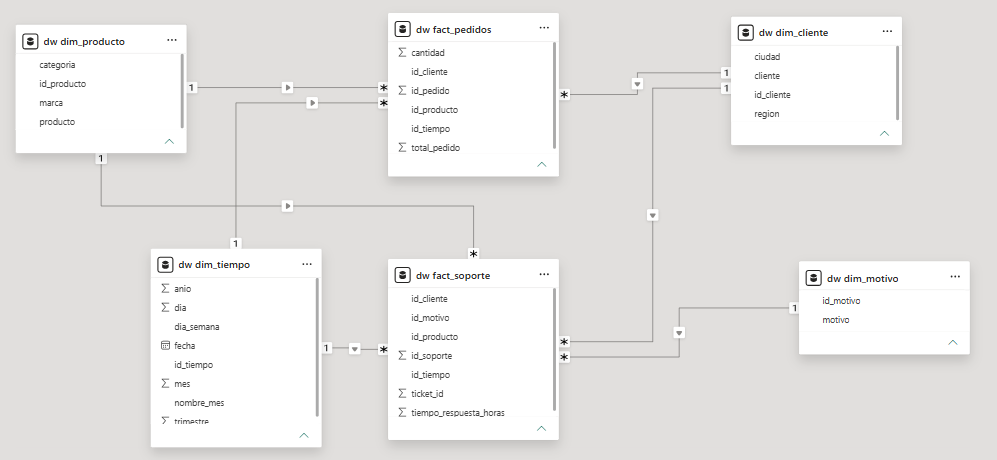 dw dim_producto
categoria
id_producto
marca
producto
dw fact_pedidos
cantidad
id_cliente
id_pedido
id_producto
id_tiempo
total_pedido
dw dim_cliente
ciudad
cliente
id_cliente
region
1
*
*
*
1
1
1
*
1
dw dim_tiempo
anio
dia
dia_semana
fecha
id_tiempo
mes
nombre_mes
trimestre
dw fact_soporte
id_cliente
id_motivo
id_producto
id_soporte
id_tiempo
ticket_id
tiempo_respuesta_horas
dw dim_motivo
id_motivo
motivo
1
*
*
*
1